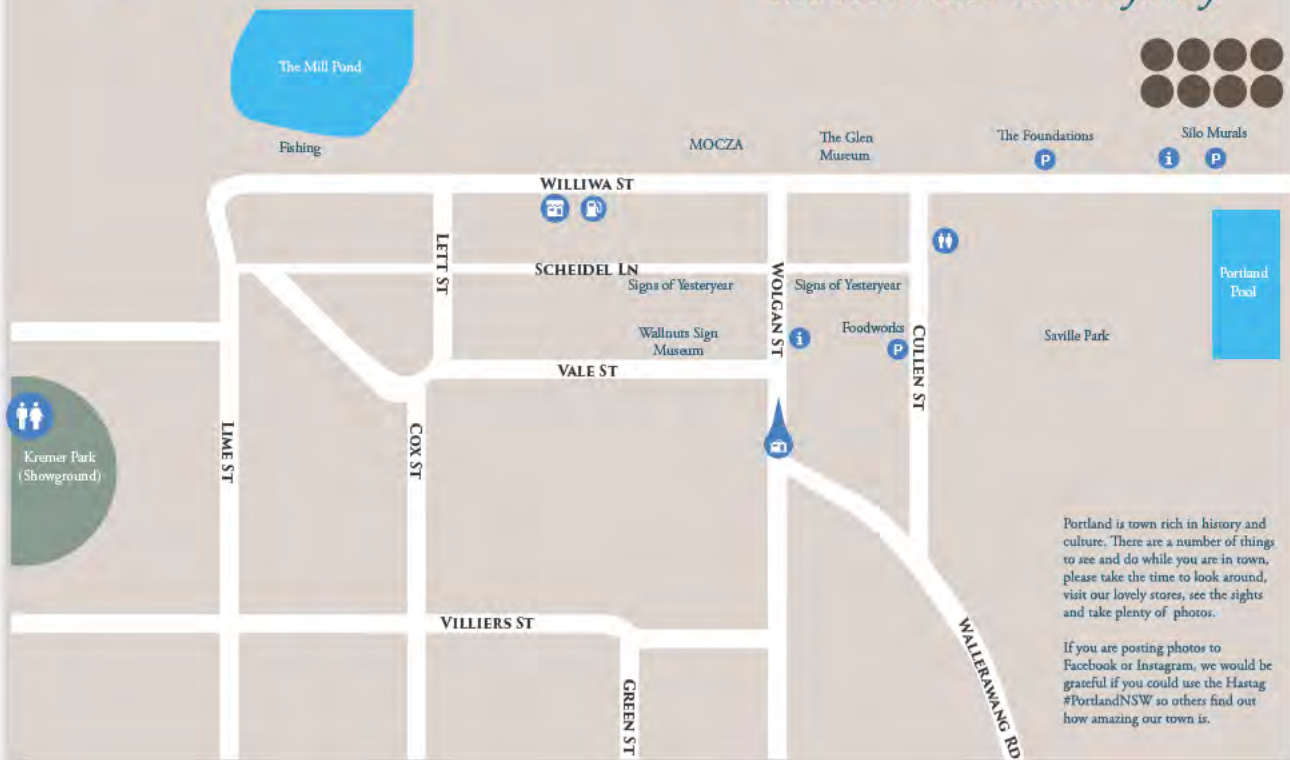 The Mill Pond
Fishing
MOCZA
The Glen
Museum
The Foundations
P
Silo Murals
i
P
WILLIWA ST
LETT ST
SCHEIDEL LN
Signs of Yesteryear
WOLGAN ST
Signs of Yesteryear
Portland
Pool
Wallnuts Sign
Museum
i
Foodworks
P
CULLEN ST
Saville Park
VALE ST
Kremer Park
(Showground)
LIME ST
COX ST
VILLIERS ST
GREEN ST
WALLERAWANG RD
Portland is town rich in history and
culture. There are a number of things
to see and do while you are in town,
please take the time to look around,
visit our lovely stores, see the sights
and take plenty of photos.
If you are posting photos to
Facebook or Instagram, we would be
grateful if you could use the Hastag
#PortlandNSW so others find out
how amazing our town is.